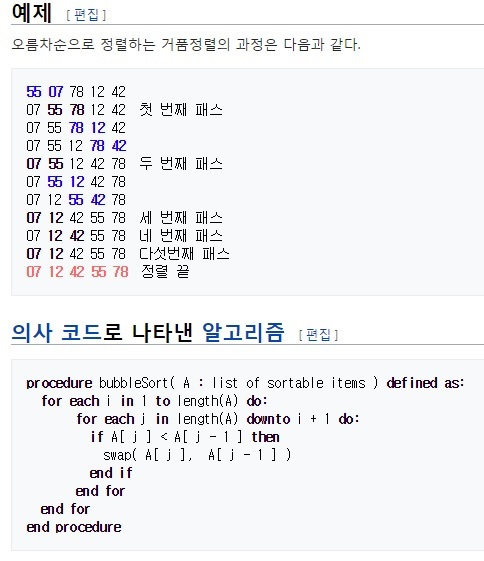 예제 [ 편집 ]
오름차순으로 정렬하는 거품정렬의 과정은 다음과 같다.
55 07 78 12 42
07 55 78 12 42 첫 번째 패스
07 55 78 12 42
07 55 12 78 42
07 55 12 42 78 두 번째 패스
07 55 12 42 78
07 12 55 42 78
07 12 42 55 78 세 번째 패스
07 12 42 55 78 네 번째 패스
07 12 42 55 78 다섯번째 패스
07 12 42 55 78 정렬 끝
의사 코드로 나타낸 알고리즘 [ 편집 ]
procedure bubbleSort( A : list of sortable items ) defined as:
for each i in 1 to length(A) do:
for each j in length(A) downto i + 1 do:
if A[ j ] < A[ j - 1 ] then
swap( A[ j ], A[ j - 1 ] )
end if
end for
end for
end procedure